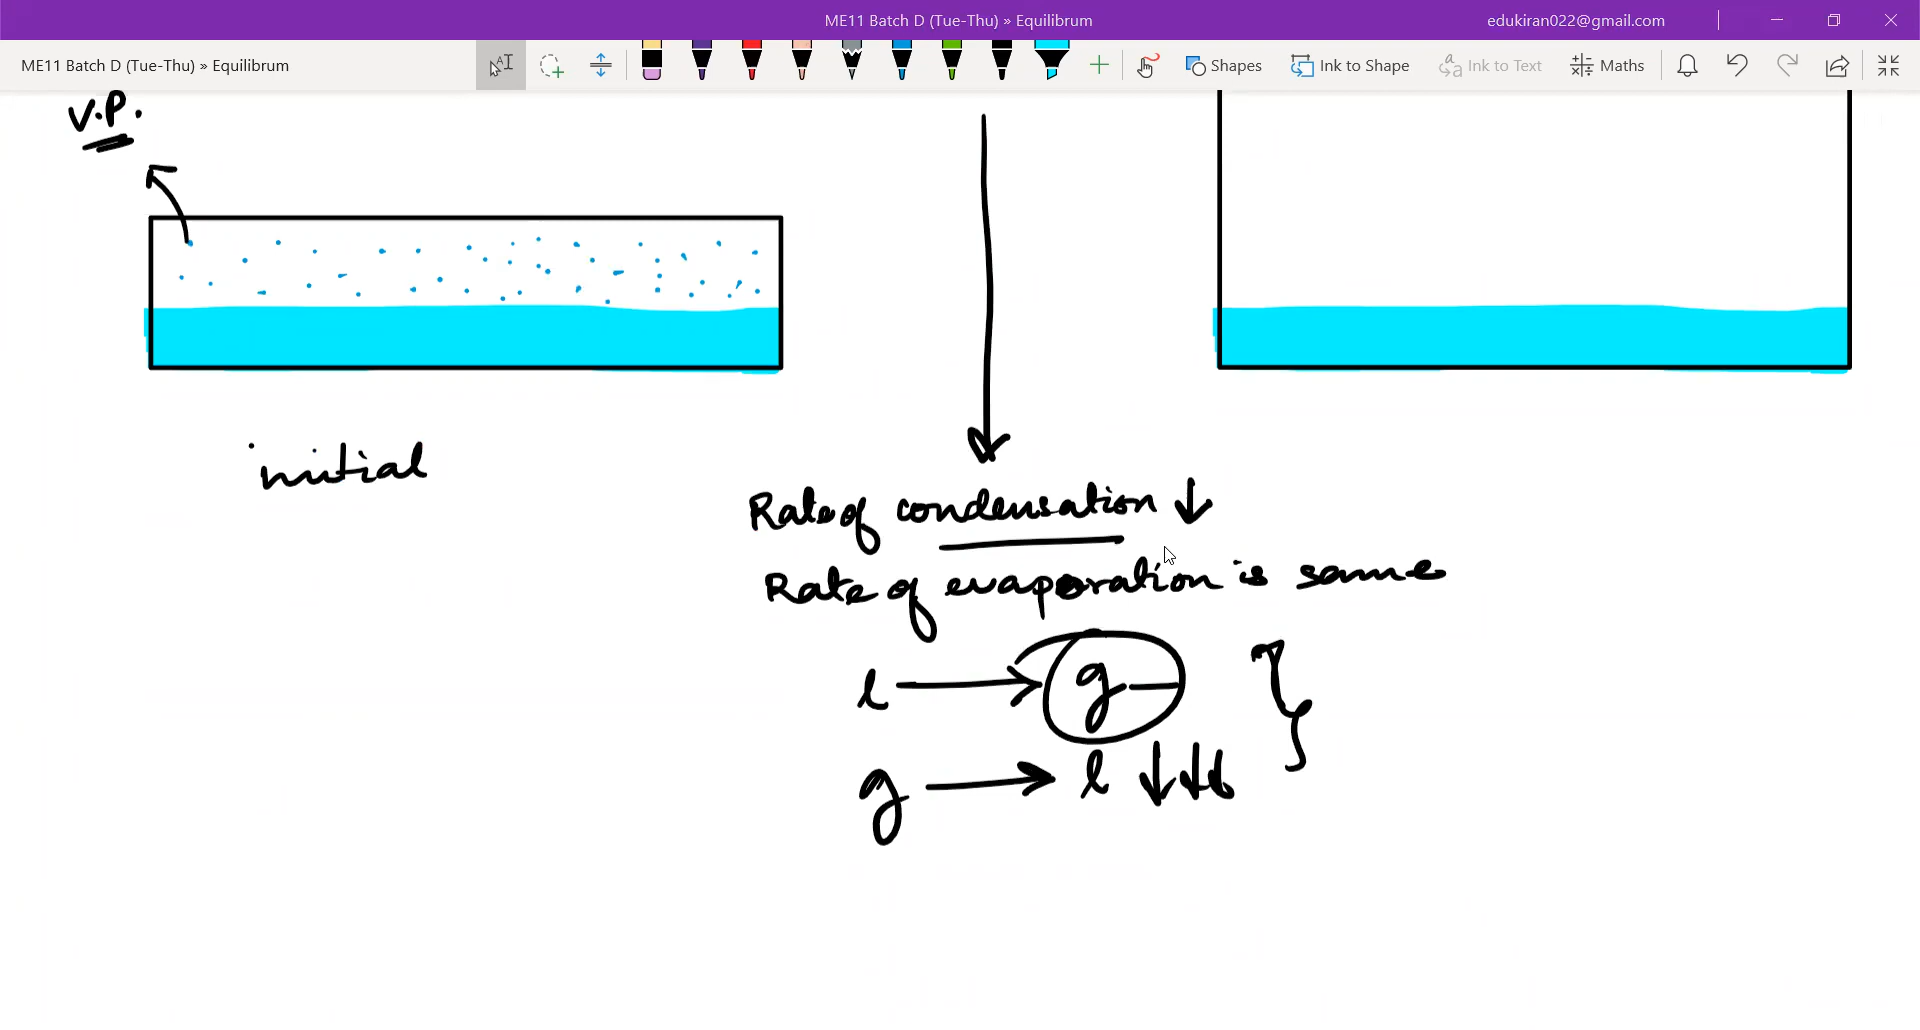 ME11 Batch D (Tue-Thu) » Equilibrum
edukiran022@gmail.com
ME11 Batch D (Tue-Thu) » Equilibrum
Shapes
Ink to Shape
Ink to Text
Maths
V.P.
initial
Rate of condensation ↓
Rate of evaporation is same
l → g
g → l ↓↓↓